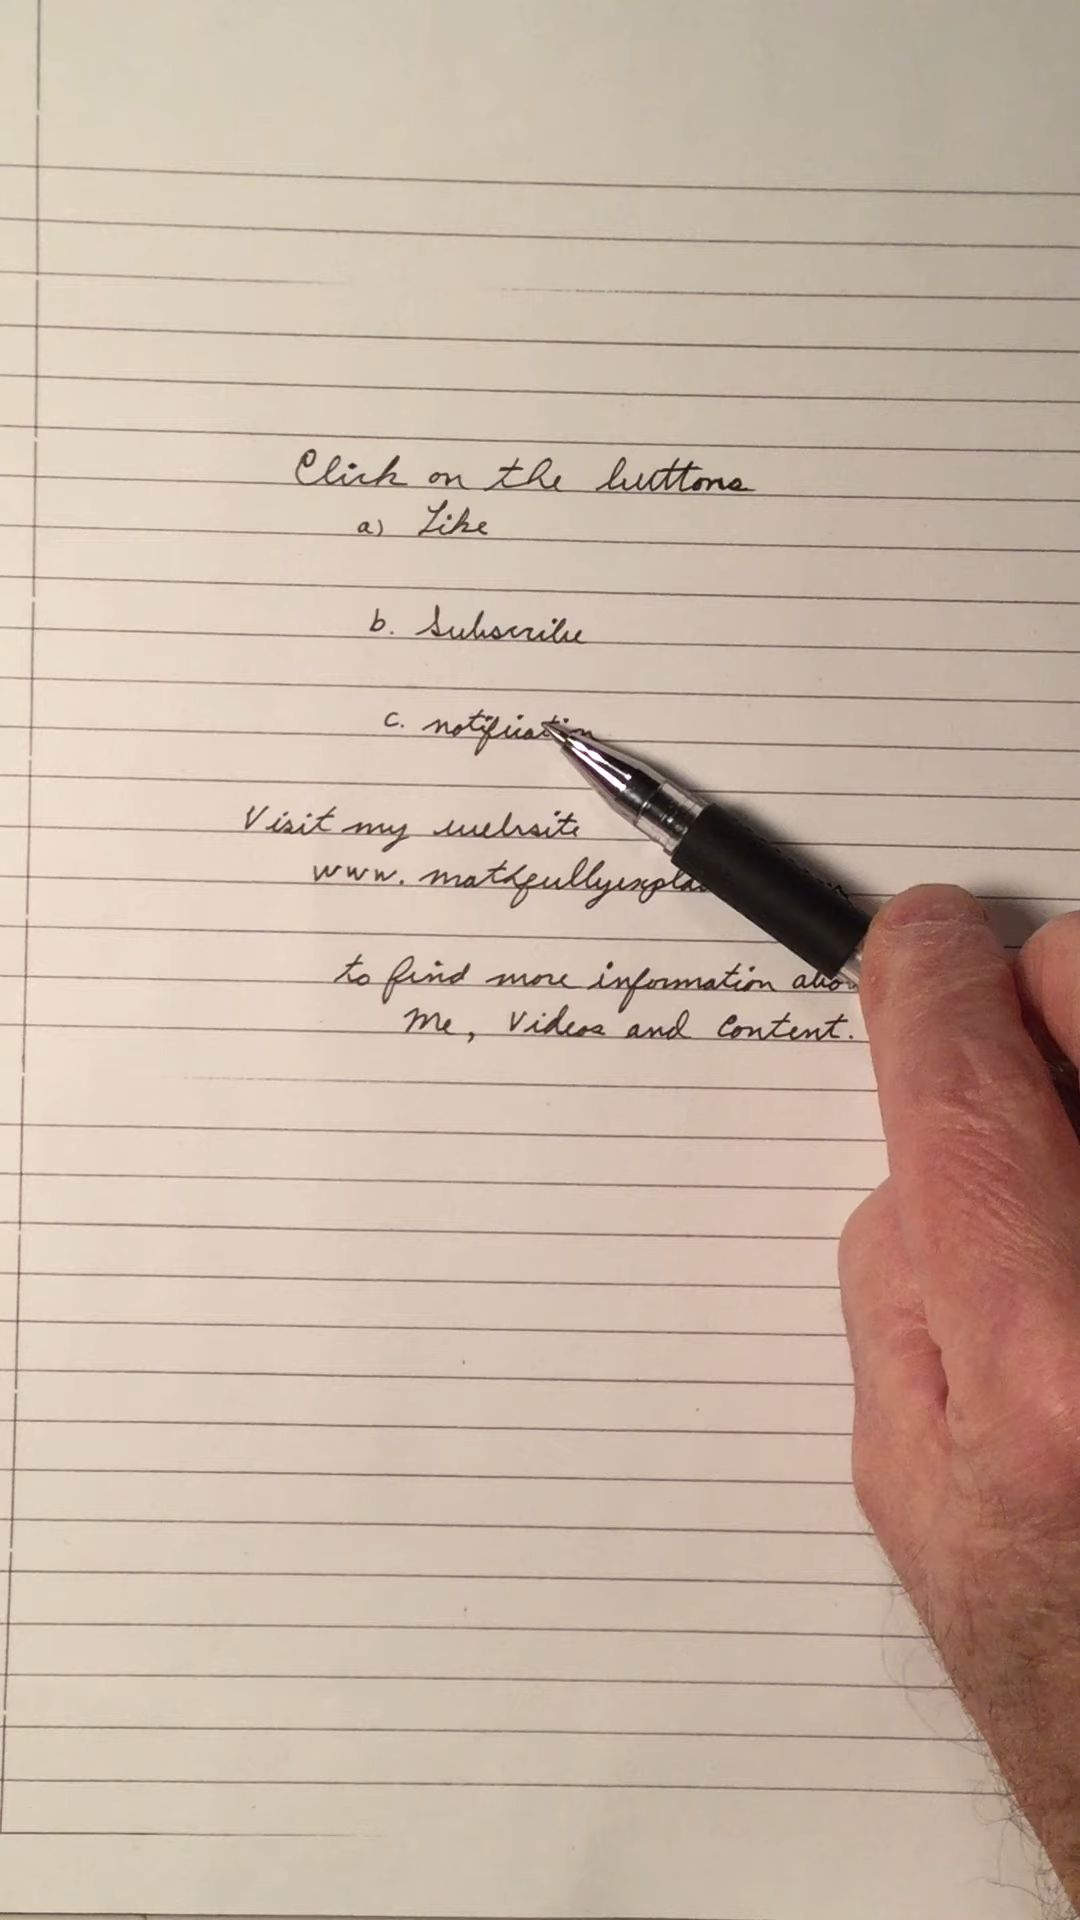 Click on the buttons
a) Like
b. Subscribe
c. notification
Visit my website
www.mathfullyexpla
to find more information abo
Me, Videos and Content.